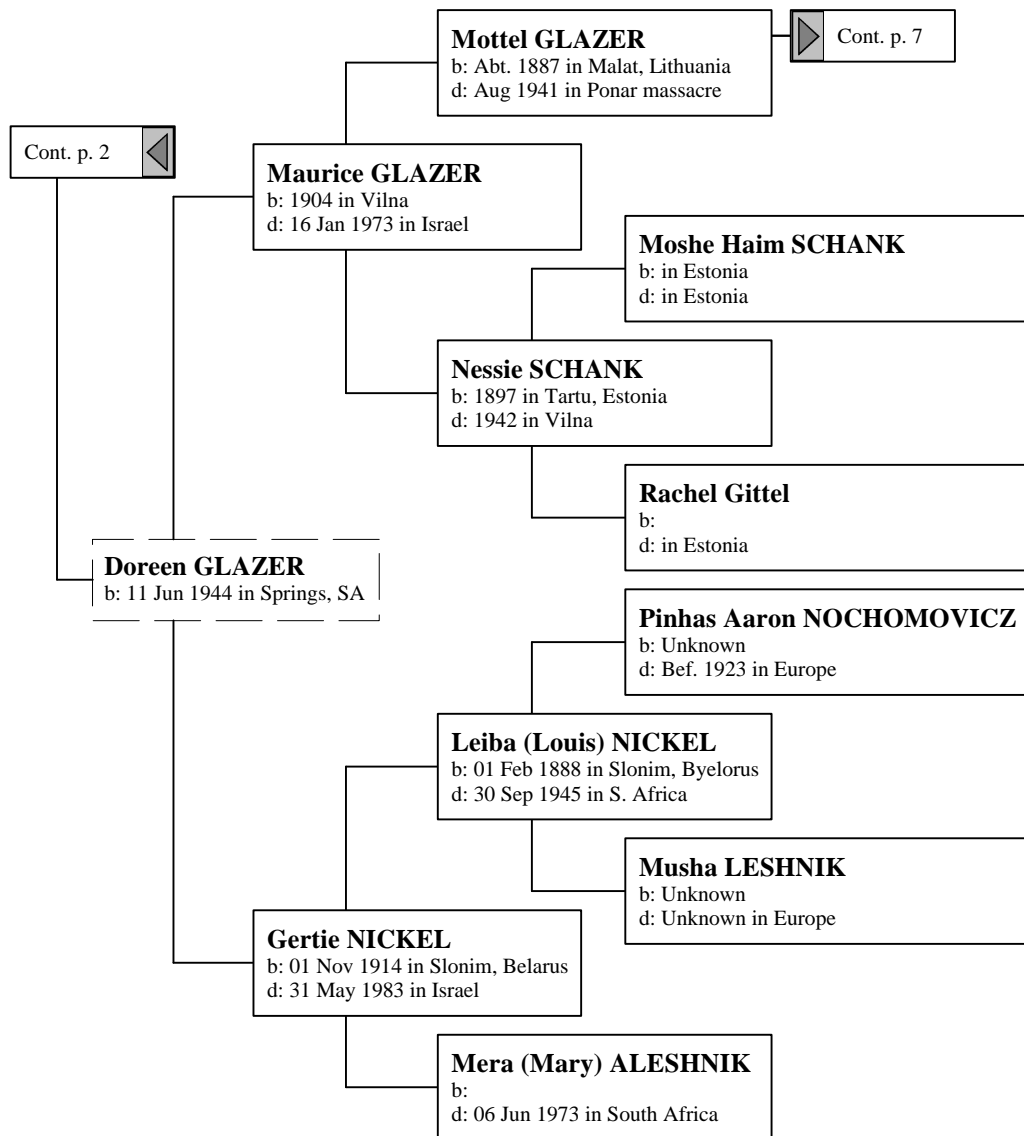 Mottel GLAZER
b: Abt. 1887 in Malat, Lithuania
d: Aug 1941 in Ponar massacre
Cont. p. 7
Cont. p. 2
Maurice GLAZER
b: 1904 in Vilna
d: 16 Jan 1973 in Israel
Moshe Haim SCHANK
b: in Estonia
d: in Estonia
Nessie SCHANK
b: 1897 in Tartu, Estonia
d: 1942 in Vilna
Rachel Gittel
b:
d: in Estonia
Doreen GLAZER
b: 11 Jun 1944 in Springs, SA
Pinhas Aaron NOCHOMOVICZ
b: Unknown
d: Bef. 1923 in Europe
Leiba (Louis) NICKEL
b: 01 Feb 1888 in Slonim, Byelorus
d: 30 Sep 1945 in S. Africa
Musha LESHNIK
b: Unknown
d: Unknown in Europe
Gertie NICKEL
b: 01 Nov 1914 in Slonim, Belarus
d: 31 May 1983 in Israel
Mera (Mary) ALESHNIK
b:
d: 06 Jun 1973 in South Africa